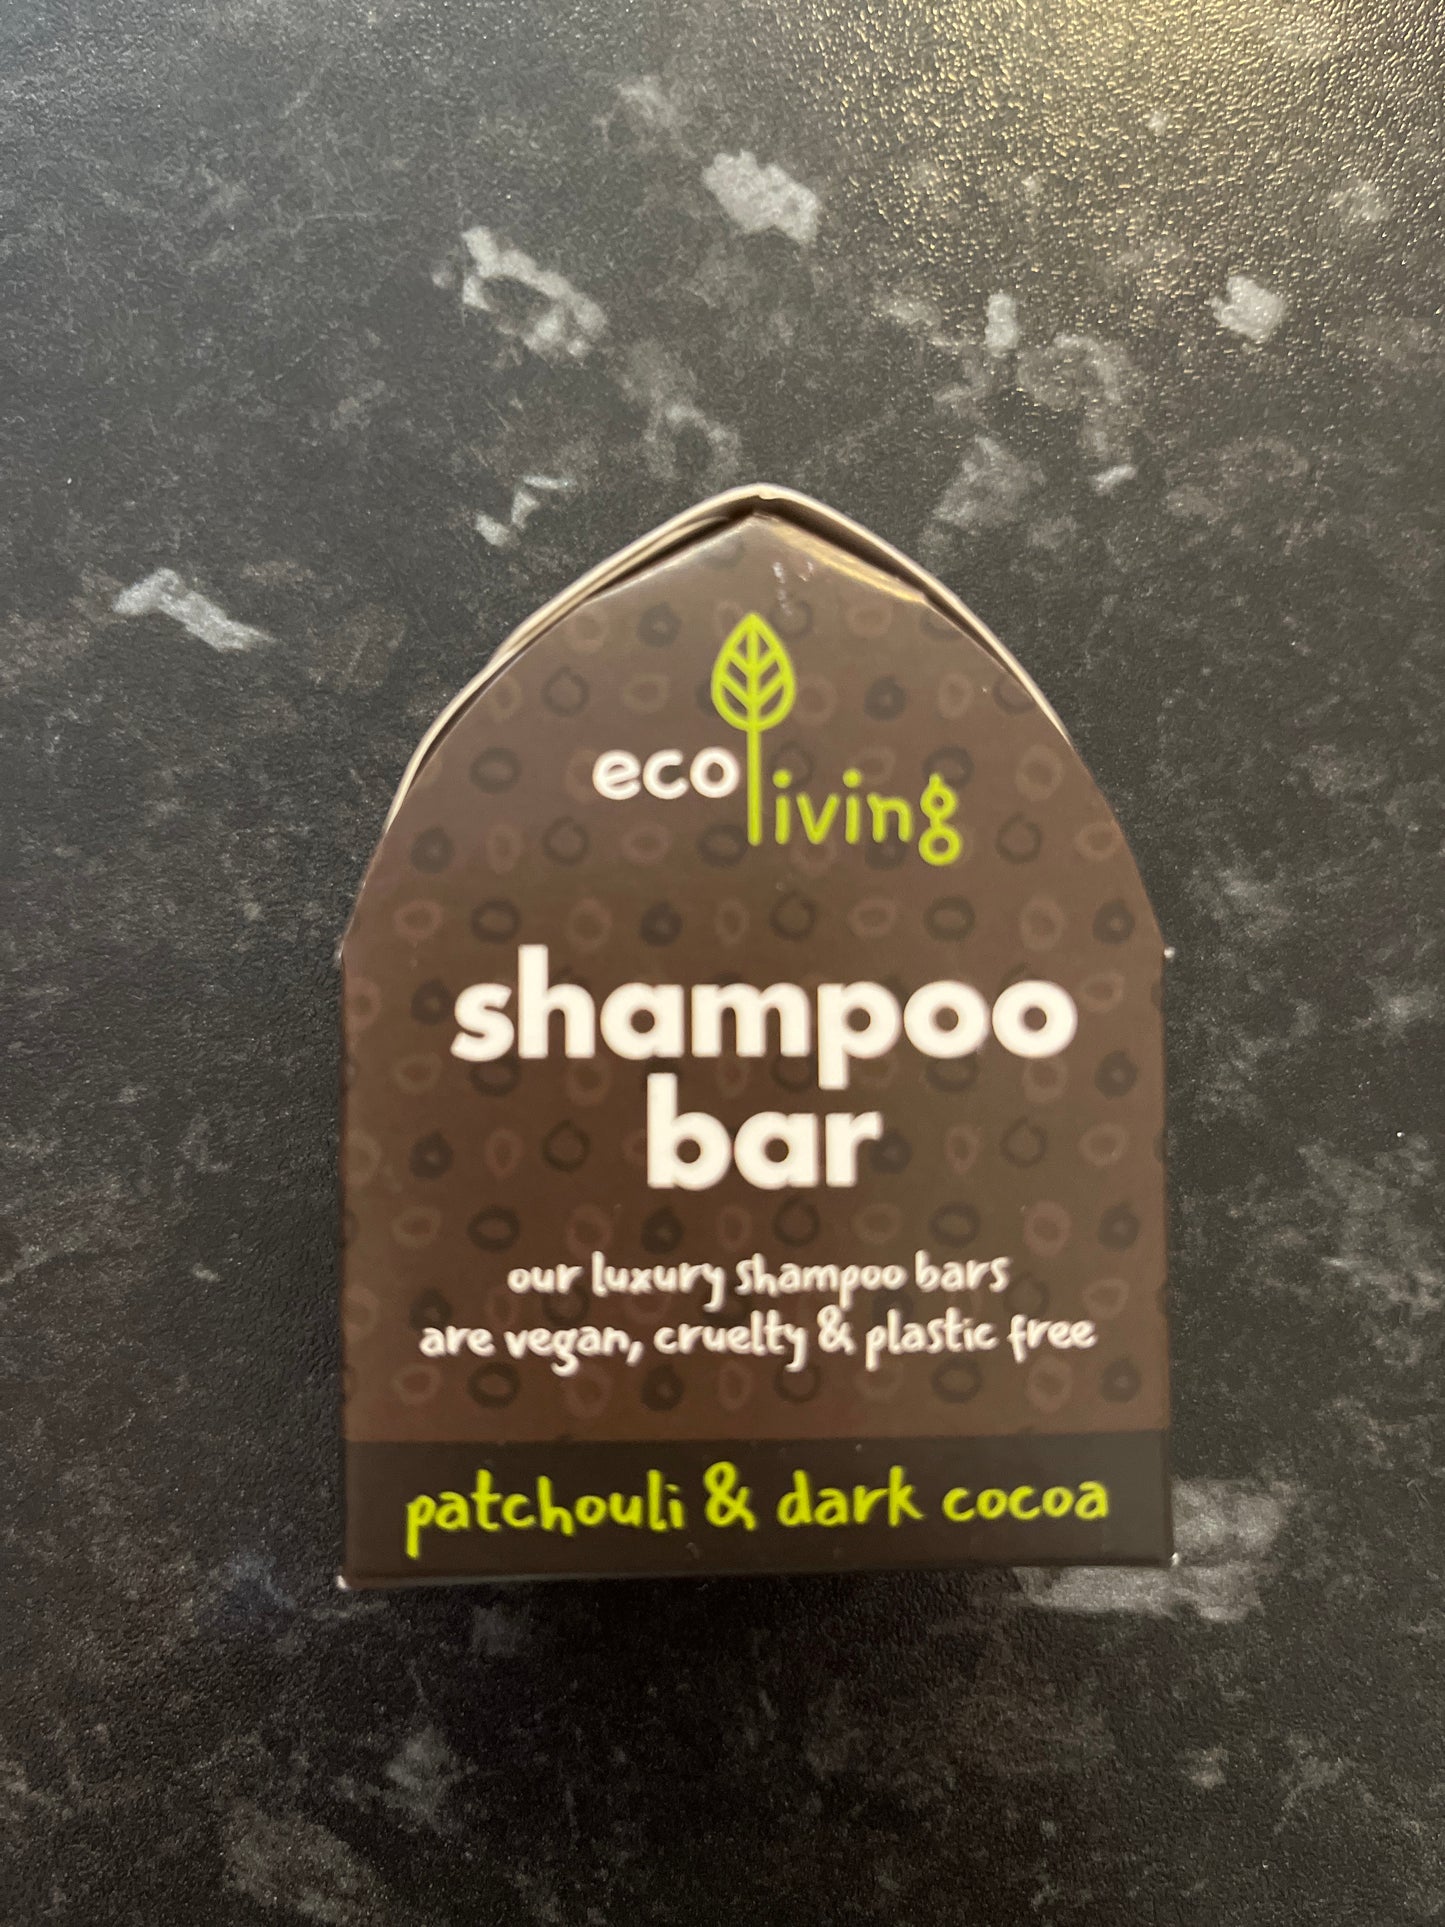 eco living
shampoo
bar
our luxury shampoo bars
are vegan, cruelty & plastic free
patchouli & dark cocoa